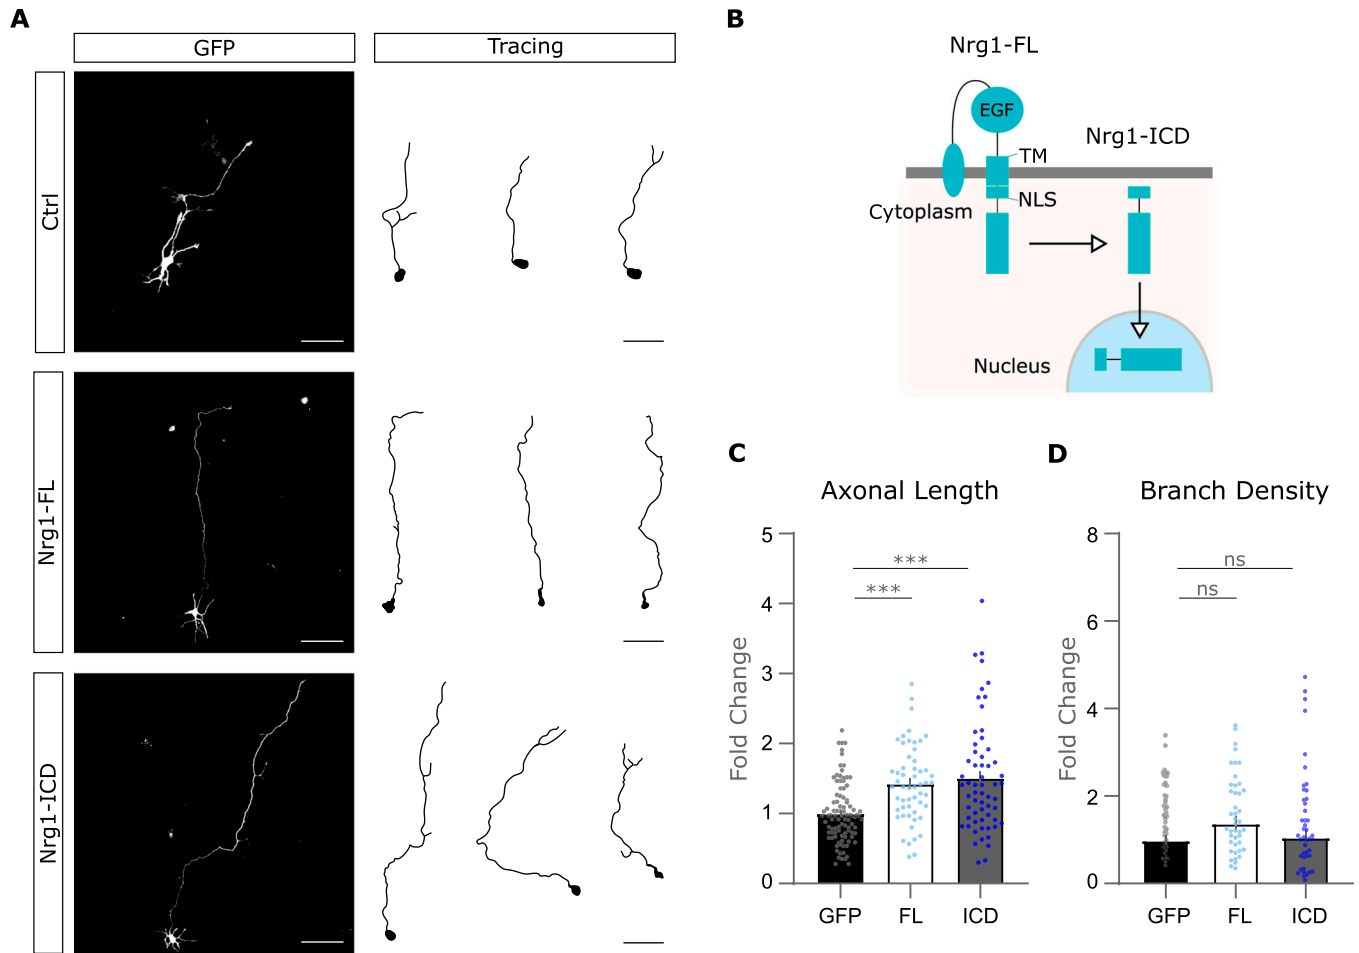 A
GFP
Tracing
Ctrl
Nrg1-FL
Nrg1-ICD
B
Nrg1-FL
EGF
Nrg1-ICD
TM
NLS
Cytoplasm
Nucleus
C
Axonal Length
Fold Change
5
4
3
2
1
0
***
***
GFP
FL
ICD
D
Branch Density
Fold Change
8
6
4
2
0
ns
ns
GFP
FL
ICD